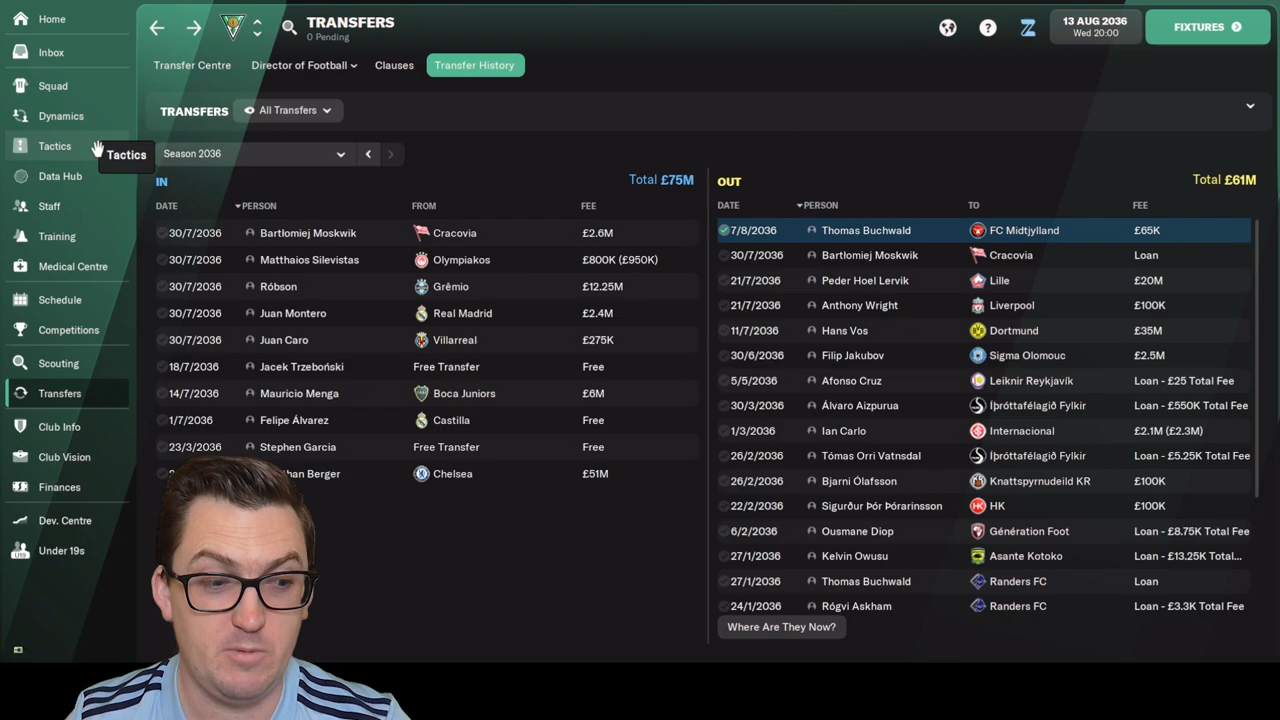 Home
Inbox
Squad
Dynamics
Tactics
Data Hub
Staff
Training
Medical Centre
Schedule
Competitions
Scouting
Transfers
Club Info
Club Vision
Finances
Dev. Centre
U19 Under 19s
Tactics
TRANSFERS
0 Pending
13 AUG 2036
Wed 20:00
FIXTURES
Transfer Centre Director of Football Clauses Transfer History
TRANSFERS All Transfers
Season 2036
IN Total £75M
DATE PERSON FROM FEE
30/7/2036 Bartłomiej Moskwik Cracovia £2.6M
30/7/2036 Matthaios Silevistas Olympiakos £800K (£950K)
30/7/2036 Róbson Grêmio £12.25M
30/7/2036 Juan Montero Real Madrid £2.4M
30/7/2036 Juan Caro Villarreal £275K
18/7/2036 Jacek Trzeboński Free Transfer Free
14/7/2036 Mauricio Menga Boca Juniors £6M
1/7/2036 Felipe Álvarez Castilla Free
23/3/2036 Stephen Garcia Free Transfer Free
Berger Chelsea £51M
OUT Total £61M
DATE PERSON TO FEE
7/8/2036 Thomas Buchwald FC Midtjylland £65K
30/7/2036 Bartlomiej Moskwik Cracovia Loan
21/7/2036 Peder Hoel Lervik Lille £20M
21/7/2036 Anthony Wright Liverpool £100K
11/7/2036 Hans Vos Dortmund £35M
30/6/2036 Filip Jakubov Sigma Olomouc £2.5M
5/5/2036 Afonso Cruz Leiknir Reykjavík Loan - £25 Total Fee
30/3/2036 Álvaro Aizpurua Íþróttafélagið Fylkir Loan - £550K Total Fee
1/3/2036 Ian Carlo Internacional £2.1M (£2.3M)
26/2/2036 Tómas Orri Vatnsdal Íþróttafélagið Fylkir Loan - £5.25K Total Fee
26/2/2036 Bjarni Ólafsson Knattspyrnudeild KR £100K
22/2/2036 Sigurður Þór Þórarinsson HK £100K
6/2/2036 Ousmane Diop Génération Foot Loan - £8.75K Total Fee
27/1/2036 Kelvin Owusu Asante Kotoko Loan - £13.25K Total...
27/1/2036 Thomas Buchwald Randers FC Loan
24/1/2036 Rógvi Askham Randers FC Loan - £3.3K Total Fee
Where Are They Now?